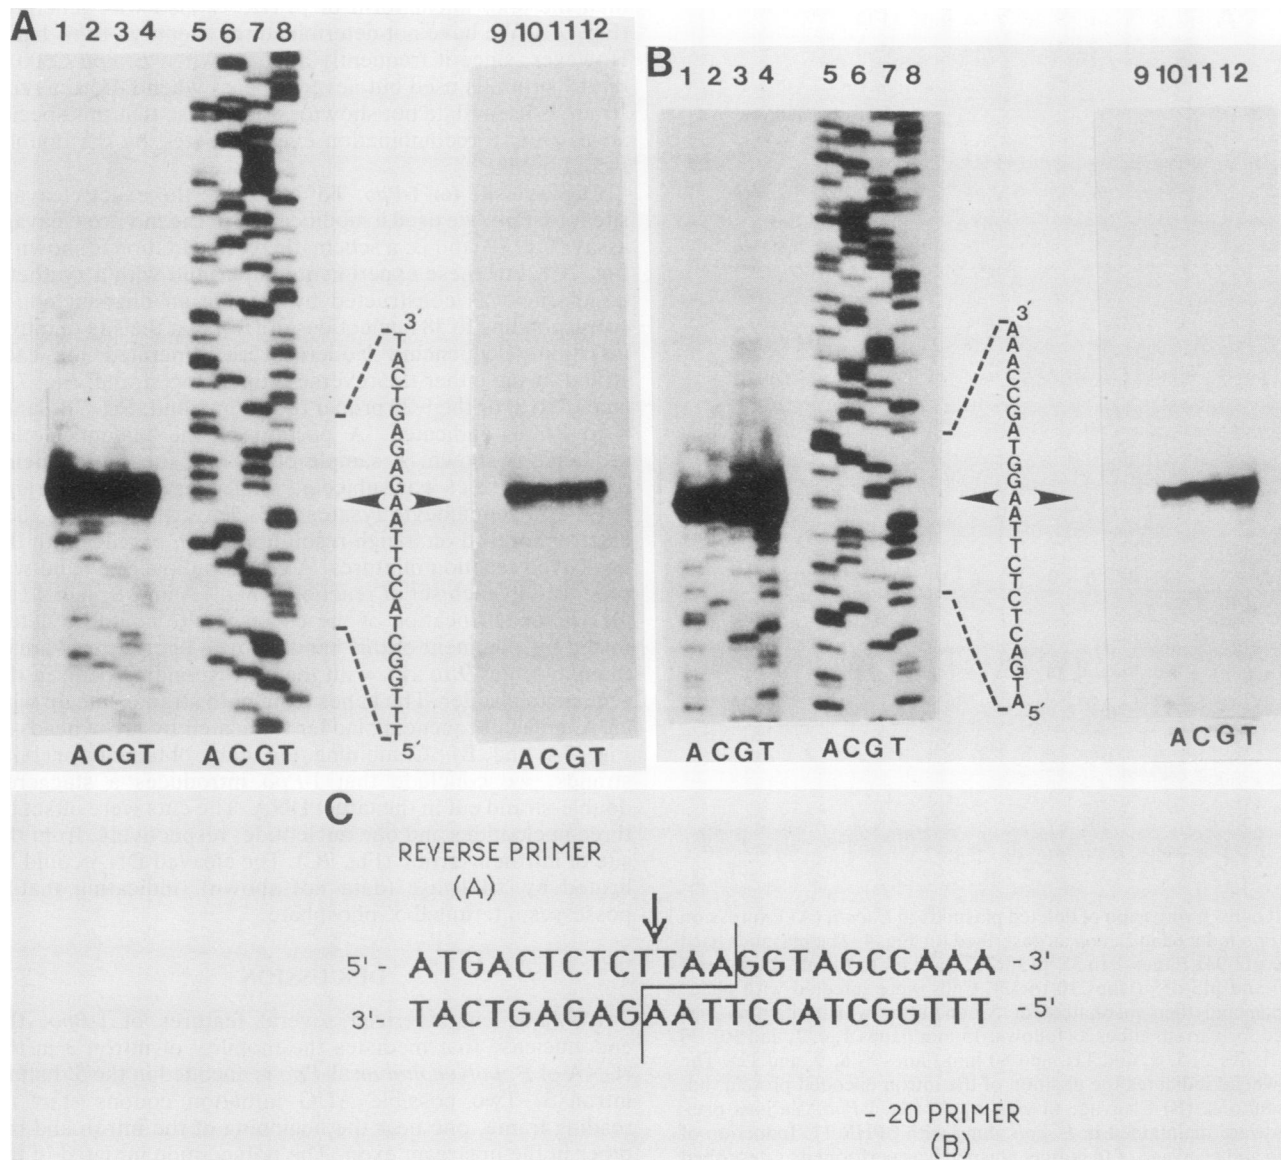 A
1 2 3 4 5 6 7 8 9 10 11 12
3´
TACTGAGAGAATTCCATCGGTTT
5´
A C G T A C G T A C G T
B
1 2 3 4 5 6 7 8 9 10 11 12
3´
AAACCGATGGAATTCTCTCAGTA
5´
A C G T A C G T A C G T
C
REVERSE PRIMER
(A)
5'- ATGACTCTCTTAAGGTAGCCAAA - 3'
3'- TACTGAGAGAATTCCATCGGTTT -5'
- 20 PRIMER
(B)